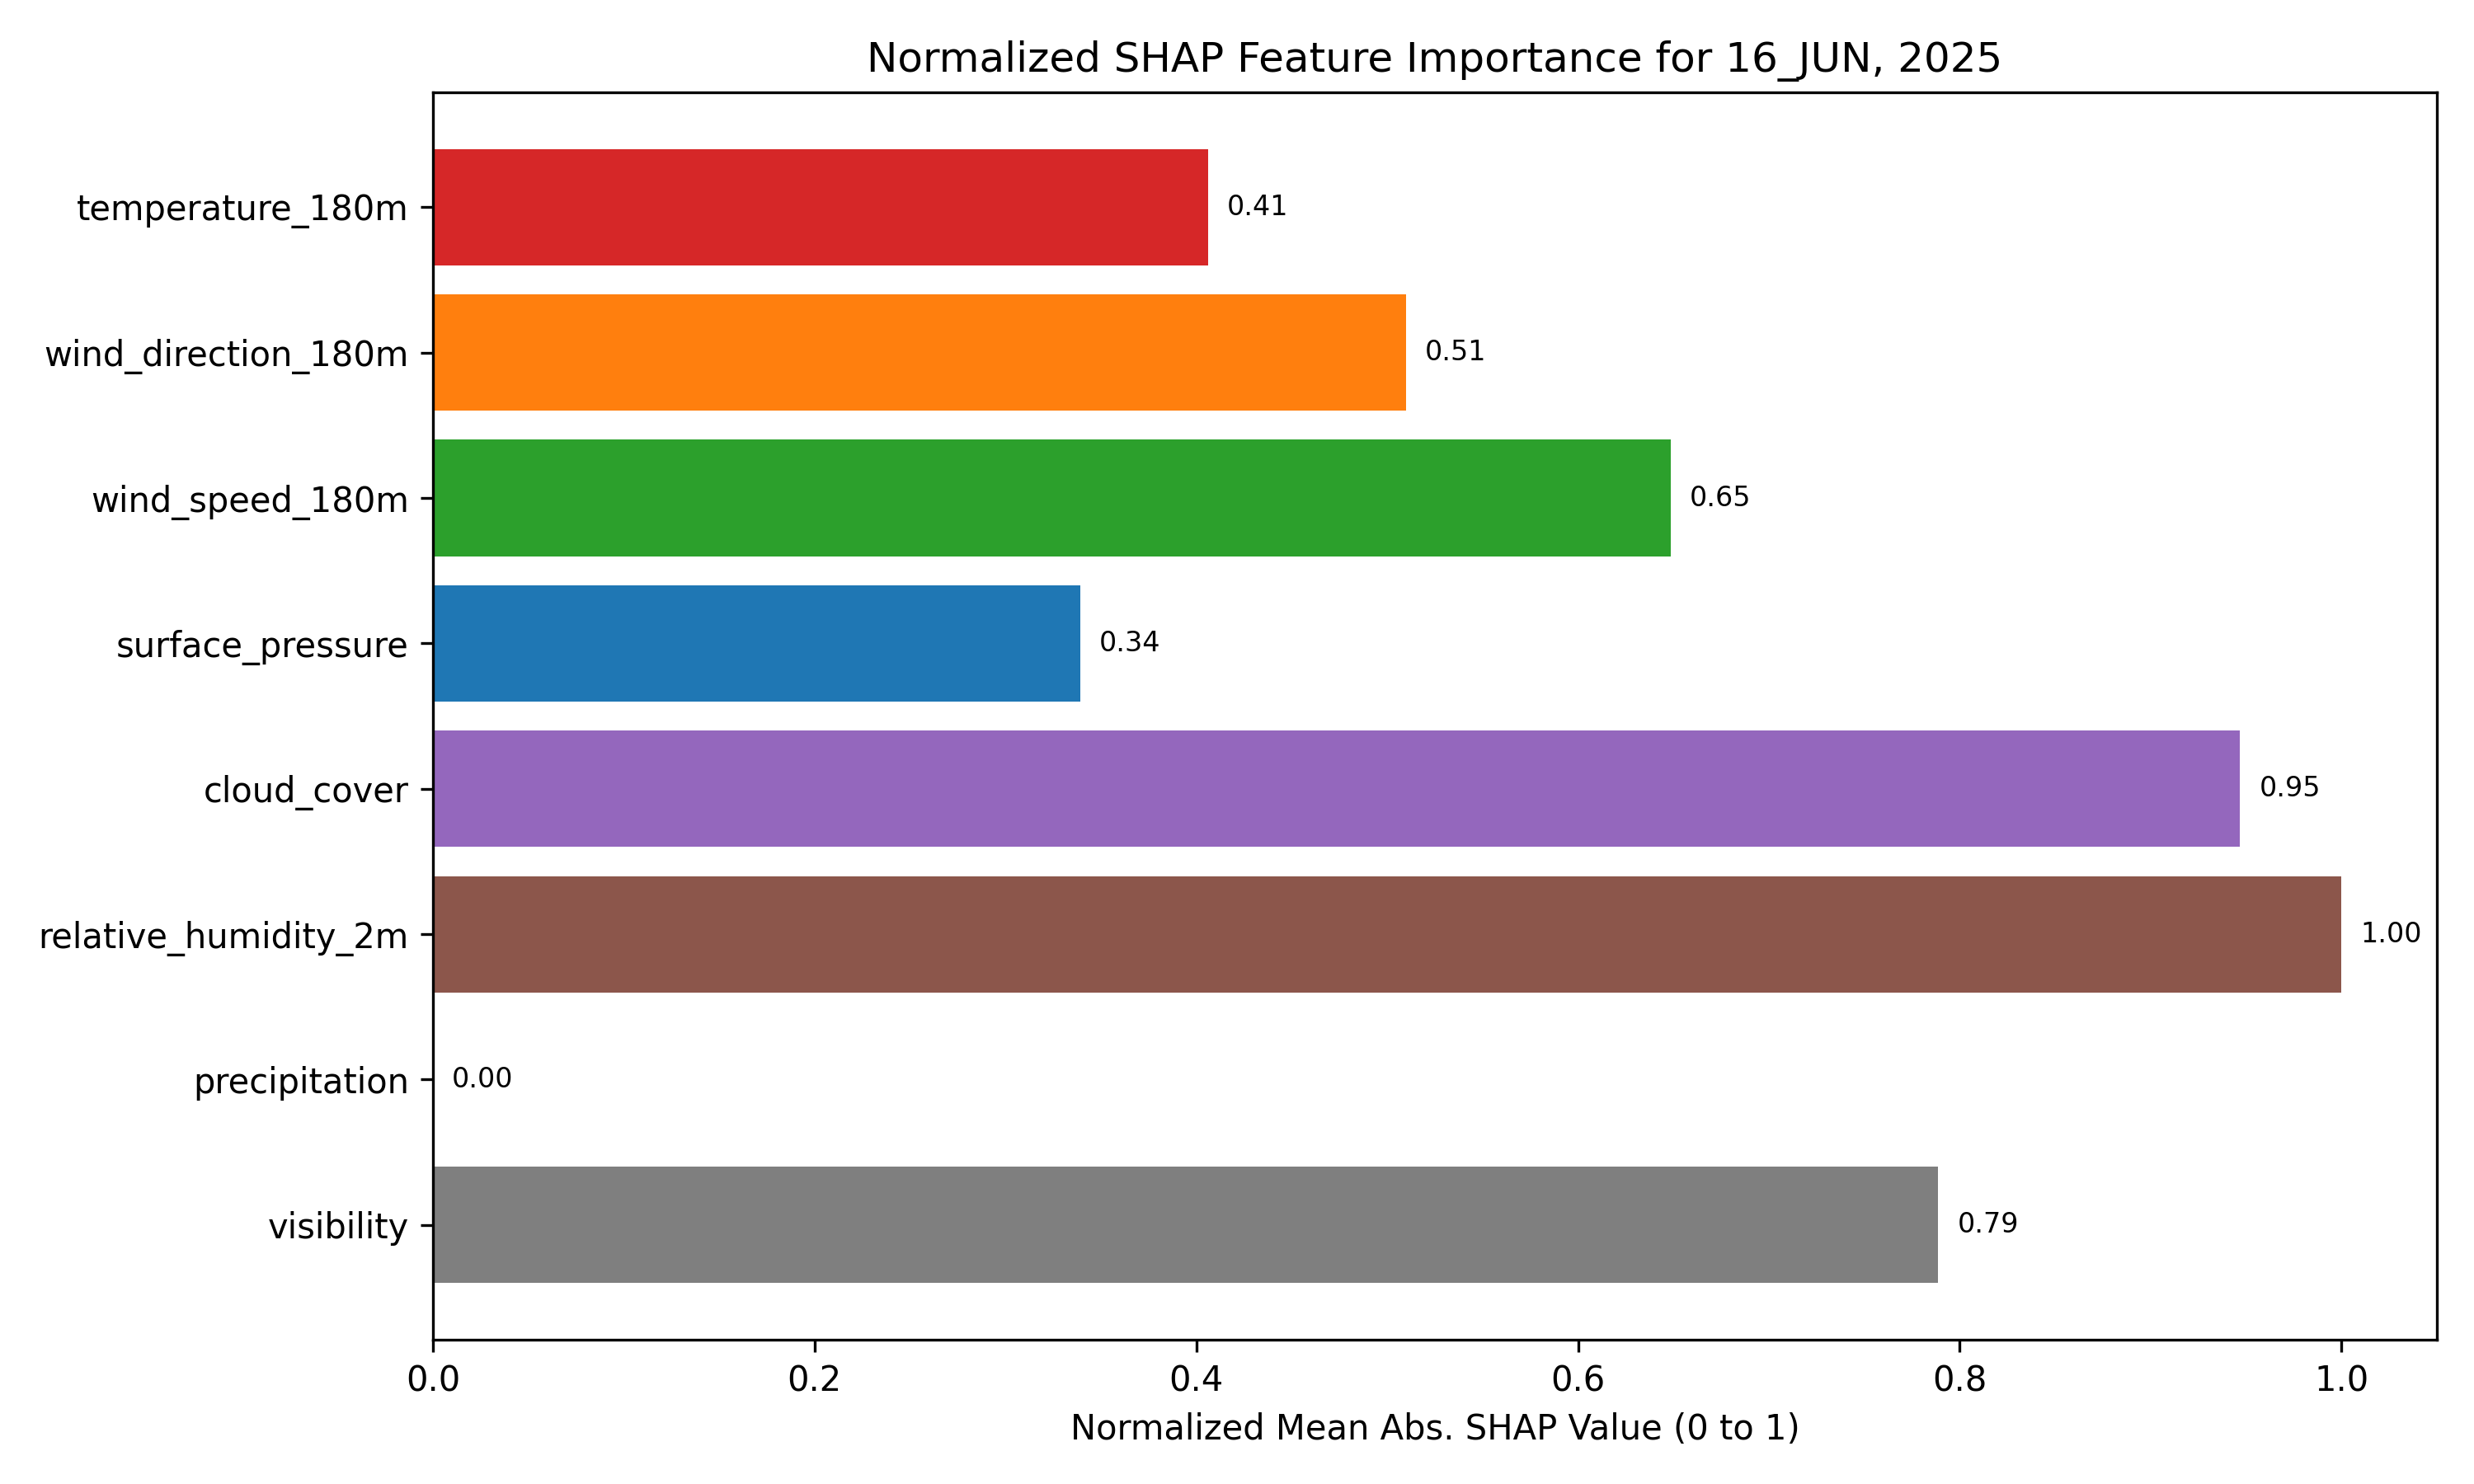 Normalized SHAP Feature Importance for 16_JUN, 2025
temperature_180m
0.41
wind_direction_180m
0.51
wind_speed_180m
0.65
surface_pressure
0.34
cloud_cover
0.95
relative_humidity_2m
1.00
precipitation
0.00
visibility
0.79
0.0 0.2 0.4 0.6 0.8 1.0
Normalized Mean Abs. SHAP Value (0 to 1)